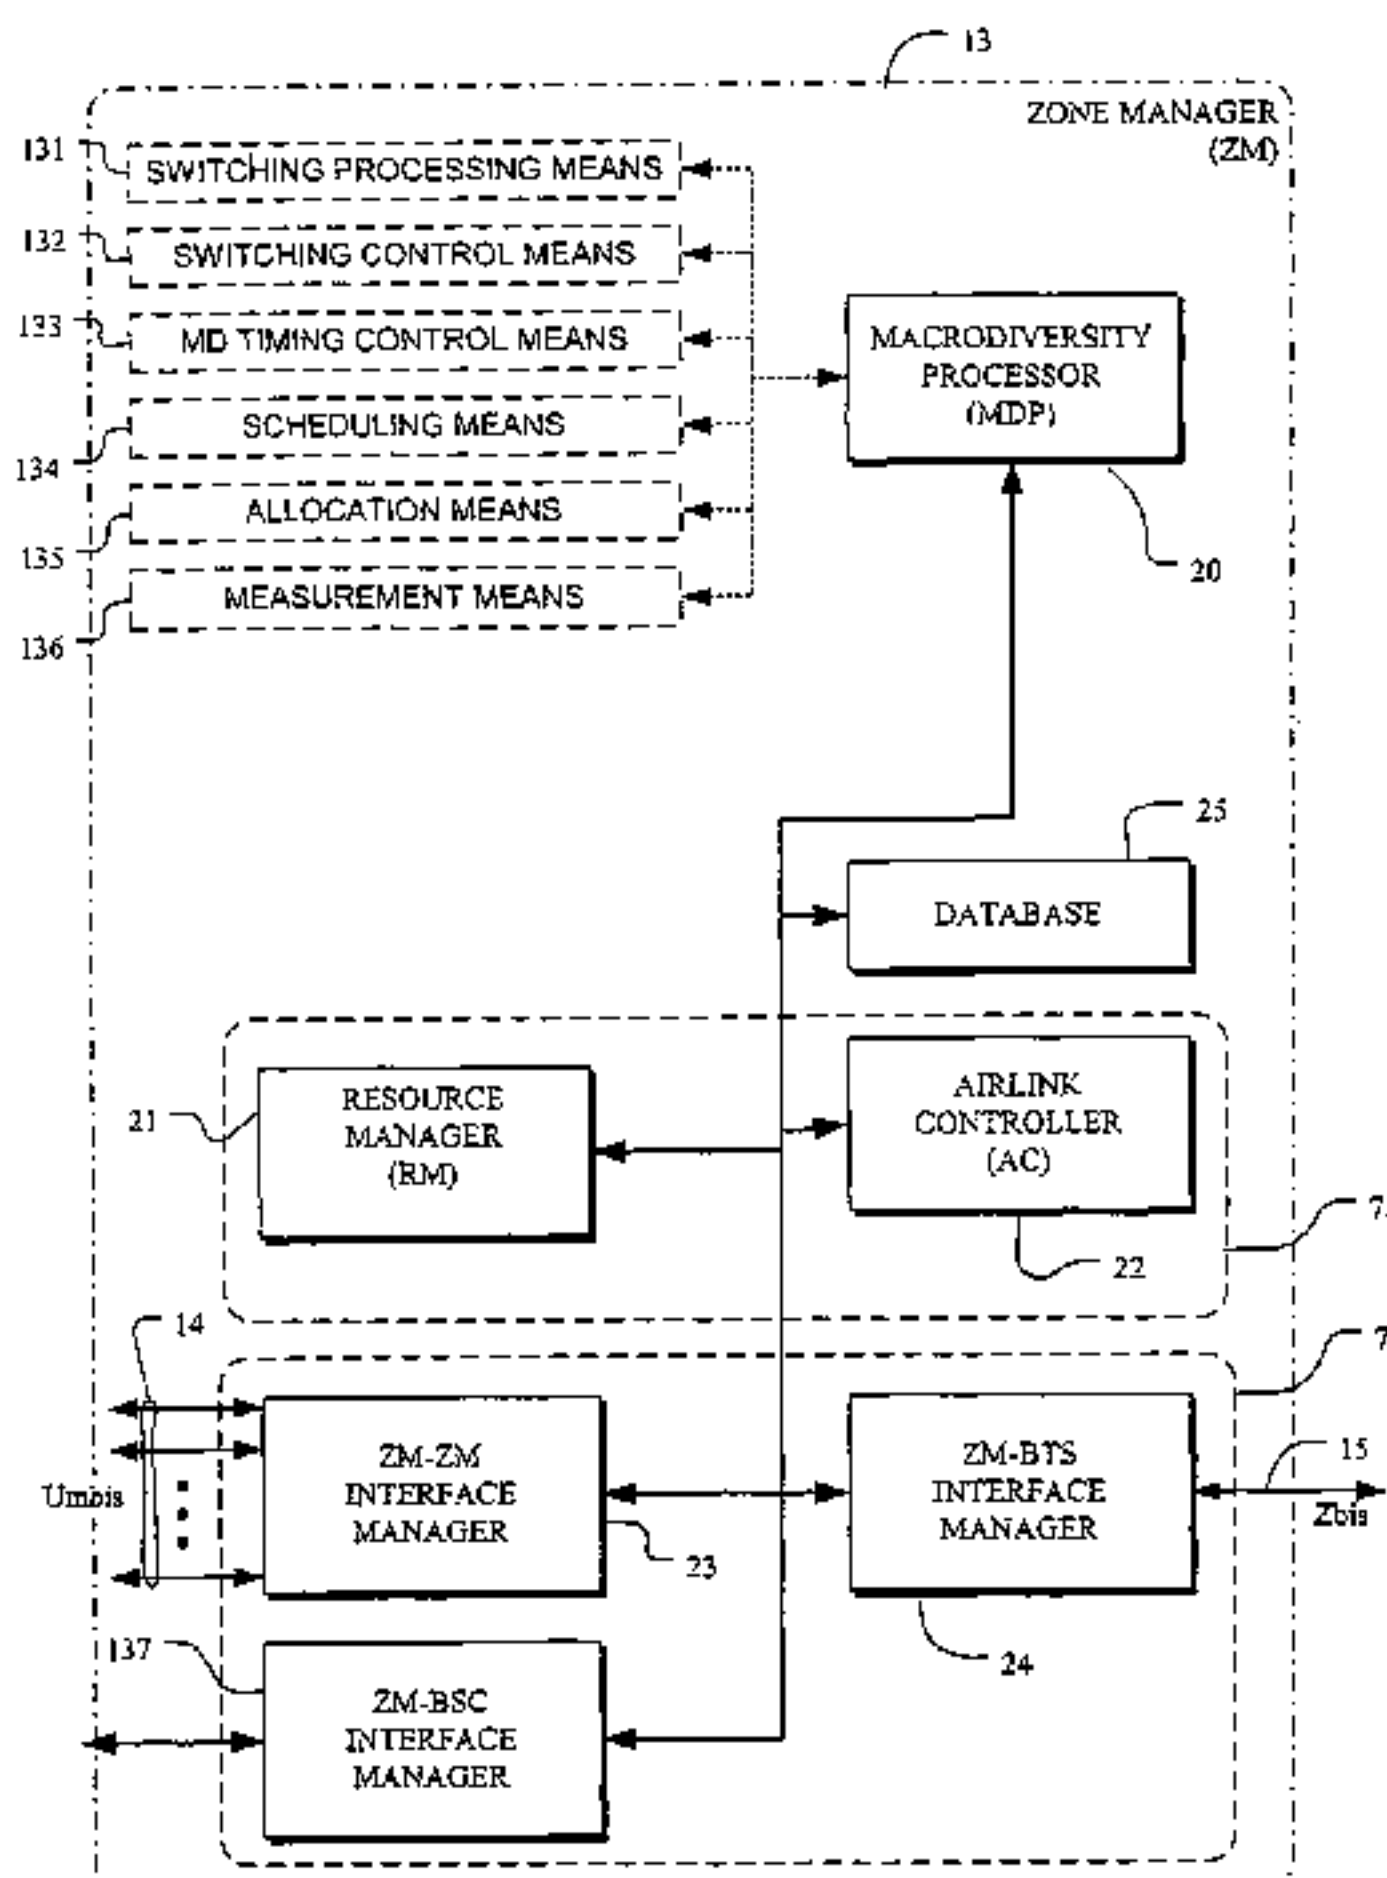 13
ZONE MANAGER
(ZM)
131
SWITCHING PROCESSING MEANS
132
SWITCHING CONTROL MEANS
133
MD TIMING CONTROL MEANS
MACRODIVERSITY
PROCESSOR
(MDP)
SCHEDULING MEANS
134
ALLOCATION MEANS
135
20
MEASUREMENT MEANS
136
25
DATABASE
21
RESOURCE
MANAGER
(RM)
AIRLINK
CONTROLLER
(AC)
22
14
ZM-ZM
INTERFACE
MANAGER
Umbis
ZM-BTS
INTERFACE
MANAGER
15
Zbis
23
24
137
ZM-BSC
INTERFACE
MANAGER